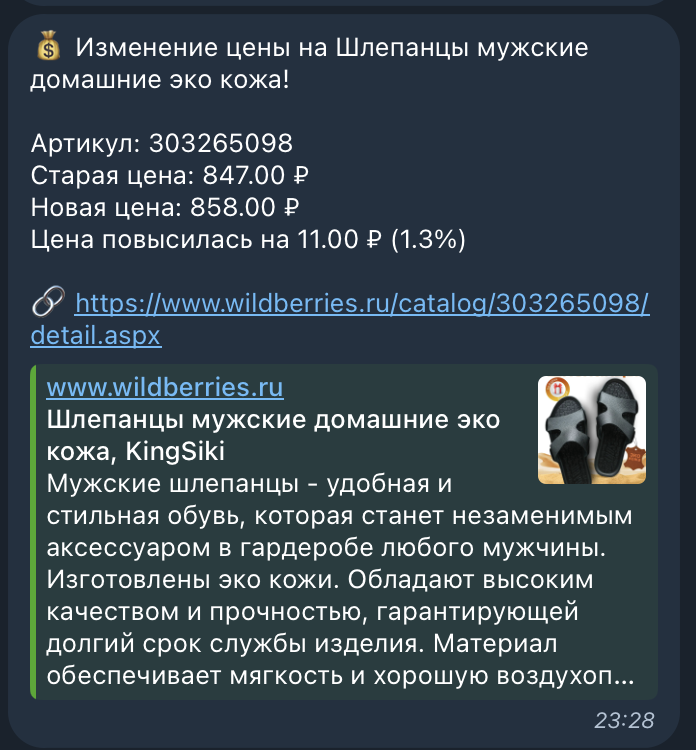 💰 Изменение цены на Шлепанцы мужские
домашние эко кожа!
Артикул: 303265098
Старая цена: 847.00 ₽
Новая цена: 858.00 ₽
Цена повысилась на 11.00 ₽ (1.3%)
🔗 https://www.wildberries.ru/catalog/303265098/
detail.aspx
www.wildberries.ru
Шлепанцы мужские домашние эко
кожа, KingSiki
Мужские шлепанцы - удобная и
стильная обувь, которая станет незаменимым
аксессуаром в гардеробе любого мужчины.
Изготовлены эко кожи. Обладают высоким
качеством и прочностью, гарантирующей
долгий срок службы изделия. Материал
обеспечивает мягкость и хорошую воздухоп...
23:28